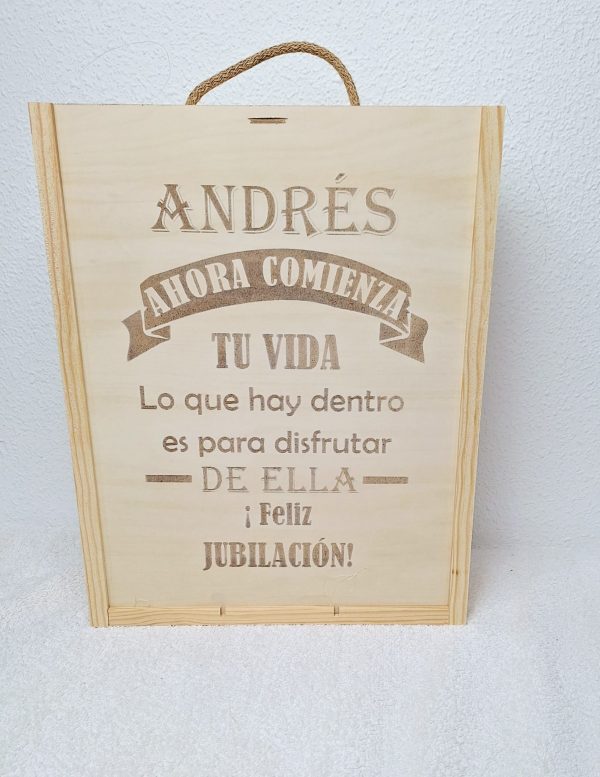 ANDRÉS
AHORA COMIENZA
TU VIDA
Lo que hay dentro
es para disfrutar
DE ELLA
¡ Feliz
JUBILACIÓN!